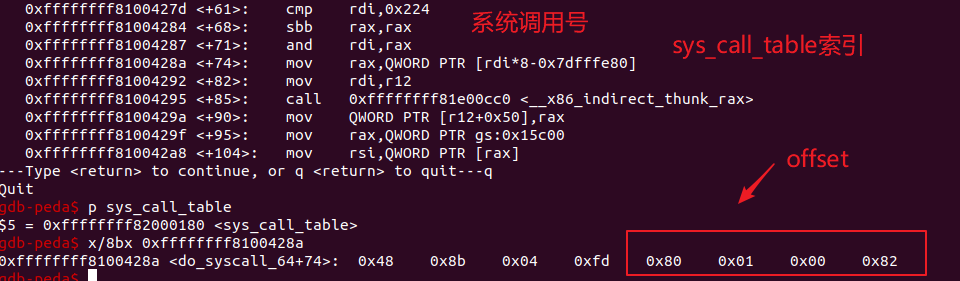 0xffffffff8100427d <+61>: cmp rdi,0x224
0xffffffff81004284 <+68>: sbb rax,rax
0xffffffff81004287 <+71>: and rdi,rax
0xffffffff8100428a <+74>: mov rax,QWORD PTR [rdi*8-0x7dfffe80]
0xffffffff81004292 <+82>: mov rdi,r12
0xffffffff81004295 <+85>: call 0xffffffff81e00cc0 <__x86_indirect_thunk_rax>
0xffffffff8100429a <+90>: mov QWORD PTR [r12+0x50],rax
0xffffffff8100429f <+95>: mov rax,QWORD PTR gs:0x15c00
0xffffffff810042a8 <+104>: mov rsi,QWORD PTR [rax]
---Type <return> to continue, or q <return> to quit---q
Quit
gdb-peda$ p sys_call_table
$5 = 0xffffffff82000180 <sys_call_table>
gdb-peda$ x/8bx 0xffffffff8100428a
0xffffffff8100428a <do_syscall_64+74>: 0x48 0x8b 0x04 0xfd 0x80 0x01 0x00 0x82
gdb-peda$
系统调用号
sys_call_table索引
offset